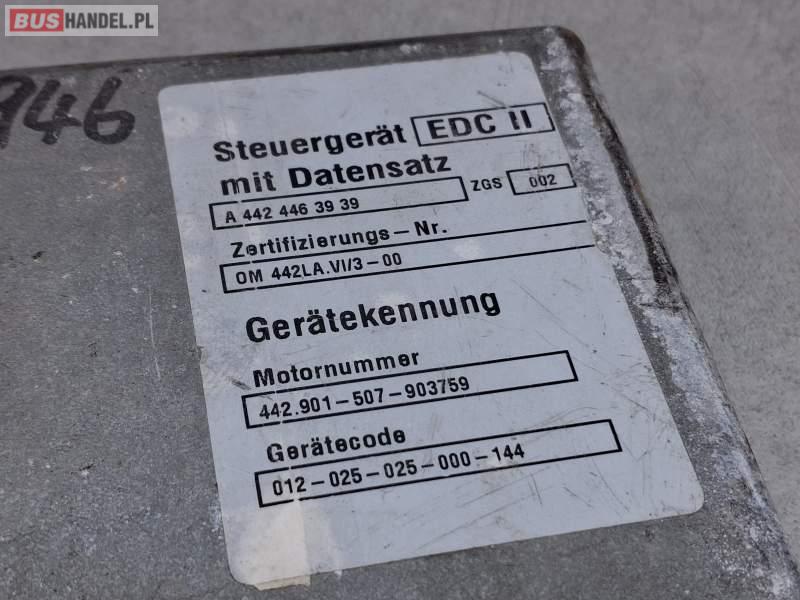 BUSHANDEL.PL
946
Steuergerät EDC II
mit Datensatz
A 442 446 39 39 ZGS 002
Zertifizierungs-Nr.
OM 442LA.VI/3-00
Gerätekennung
Motornummer
442.901-507-903759
Gerätecode
012-025-025-000-144